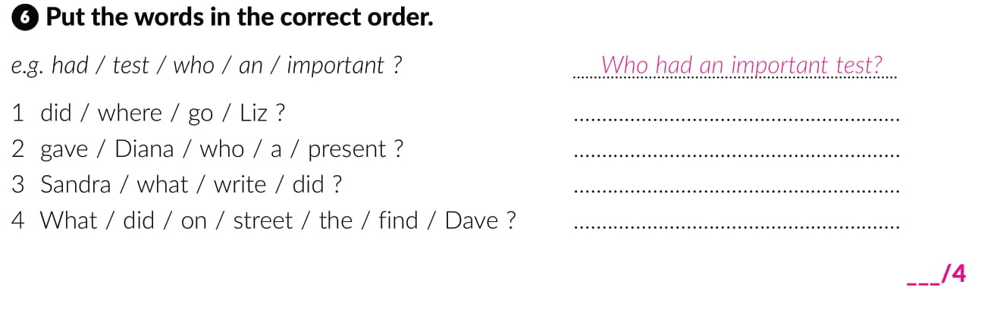 6 Put the words in the correct order.
e.g. had / test / who / an / important ? Who had an important test?
1 did / where / go / Liz ?
2 gave / Diana / who / a / present ?
3 Sandra / what / write / did ?
4 What / did / on / street / the / find / Dave ?
___/4